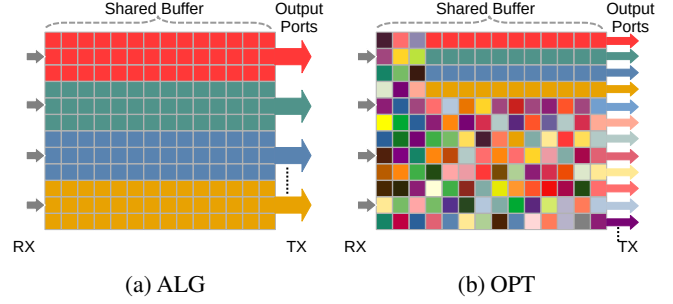 Shared Buffer
Output
Ports
RX
TX
(a) ALG
Shared Buffer
Output
Ports
RX
TX
(b) OPT